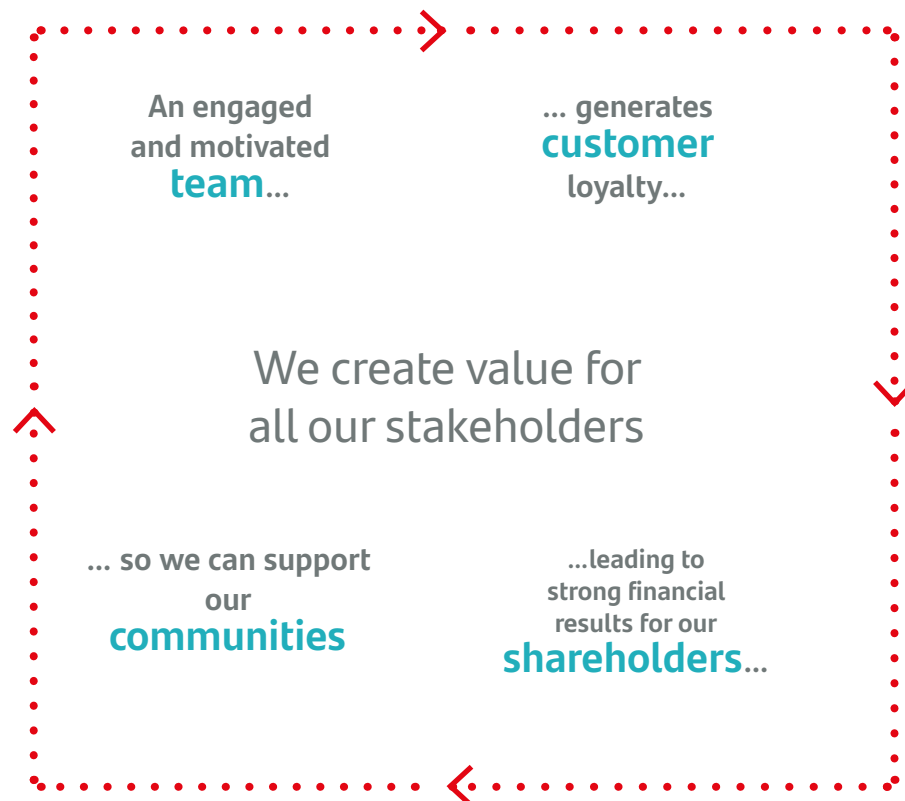 An engaged
and motivated
team...
... generates
customer
loyalty...
We create value for
all our stakeholders
... so we can support
our
communities
...leading to
strong financial
results for our
shareholders...